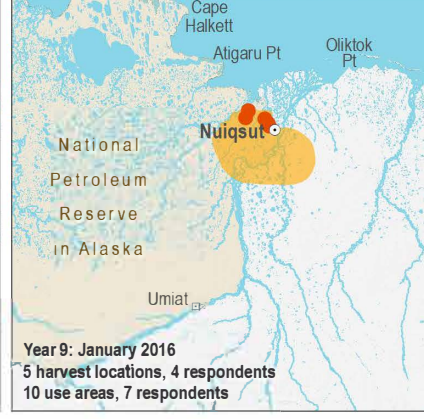 Cape
Halkett
Atigaru Pt
Oliktok
Pt
Nuiqsut
National
Petroleum
Reserve
in Alaska
Umiat
Year 9: January 2016
5 harvest locations, 4 respondents
10 use areas, 7 respondents